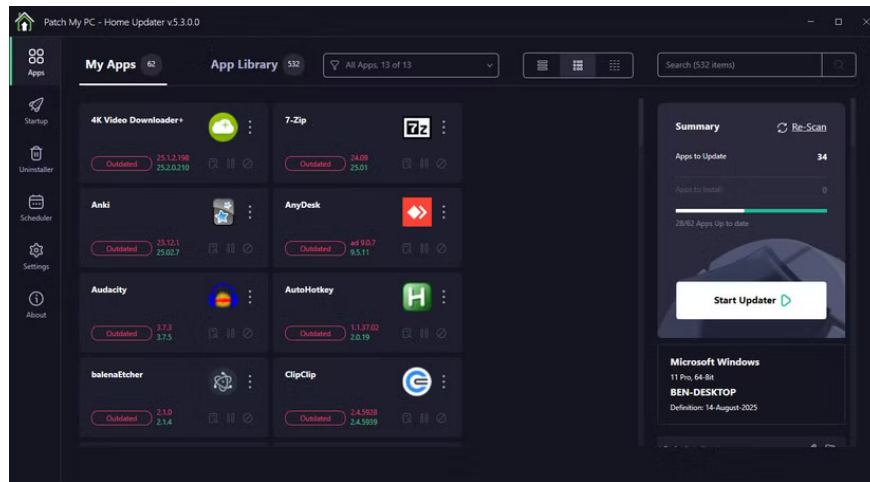 Patch My PC - Home Updater v.5.3.0.0
Apps
Startup
Uninstaller
Scheduler
Settings
About
My Apps 62
App Library 532
All Apps, 13 of 13
Search (532 items)
4K Video Downloader+
Outdated
25.1.2.198
25.2.0.210
7-Zip
7z
Outdated
24.09
25.01
Anki
Outdated
23.12.1
25.02.7
AnyDesk
Outdated
ad 9.0.7
9.5.11
Audacity
Outdated
3.7.3
3.7.5
AutoHotkey
H
Outdated
1.1.37.02
2.0.19
balenaEtcher
Outdated
2.1.0
2.1.4
ClipClip
Outdated
2.4.5928
2.4.5939
Summary
Re-Scan
Apps to Update 34
Apps to Install 0
28/62 Apps Up to date
Start Updater
Microsoft Windows
11 Pro, 64-Bit
BEN-DESKTOP
Definition: 14-August-2025